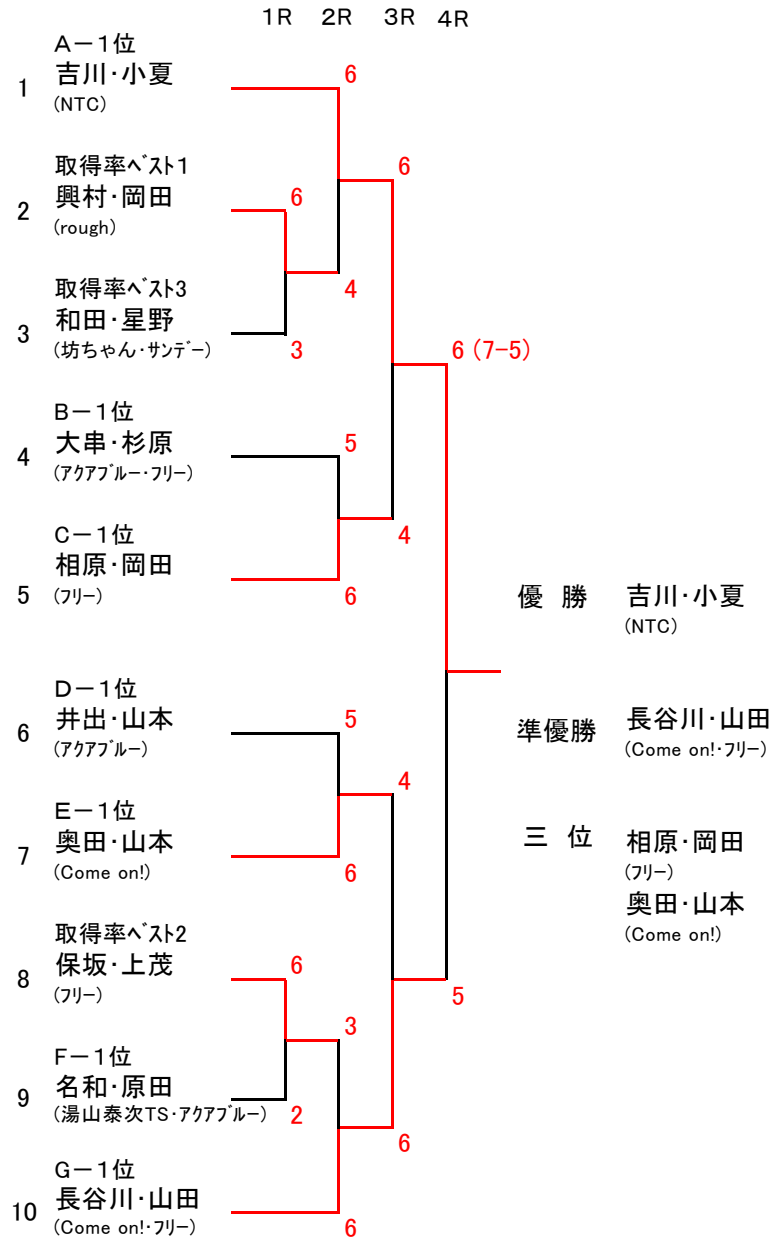 1R 2R 3R 4R
A－1位
1 吉川・小夏
(NTC)
6
取得率ﾍﾞｽﾄ1
2 興村・岡田
(rough)
6
6
4
取得率ﾍﾞｽﾄ3
3 和田・星野
(坊ちゃん・ｻﾝﾃﾞｰ)
3
6 (7-5)
B－1位
4 大串・杉原
(ｱｸｱﾌﾞﾙｰ・ﾌﾘｰ)
5
4
C－1位
5 相原・岡田
(ﾌﾘｰ)
6
優 勝 吉川・小夏
(NTC)
D－1位
6 井出・山本
(ｱｸｱﾌﾞﾙｰ)
5
準優勝 長谷川・山田
(Come on!・ﾌﾘｰ)
4
E－1位
7 奥田・山本
(Come on!)
6
三 位 相原・岡田
(ﾌﾘｰ)
奥田・山本
(Come on!)
取得率ﾍﾞｽﾄ2
8 保坂・上茂
(ﾌﾘｰ)
6
5
3
F－1位
9 名和・原田
(湯山泰次TS・ｱｸｱﾌﾞﾙｰ)
2
6
G－1位
10 長谷川・山田
(Come on!・ﾌﾘｰ)
6